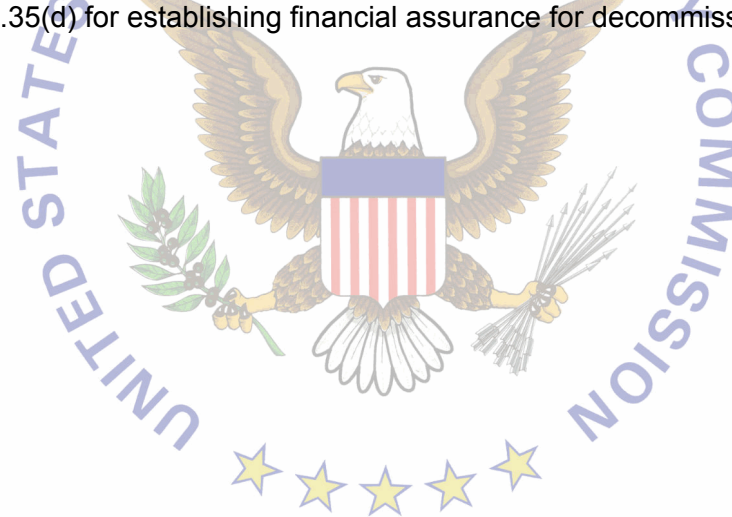 .35(d) for establishing financial assurance for decommiss
UNITED STATES
COMMISSION